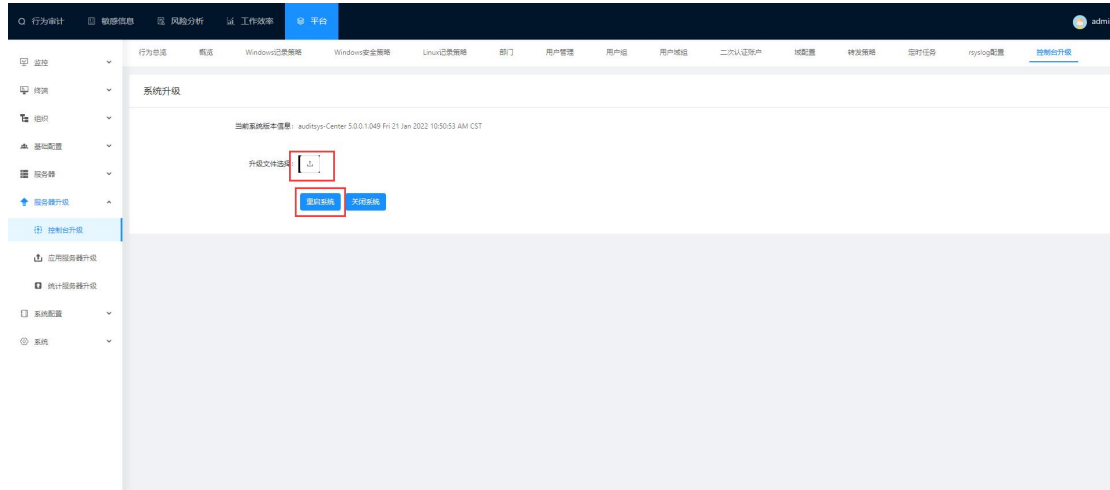 行为审计 敏感信息 风险分析 工作效率 平台 admi
行为总览 概览 Windows记录策略 Windows安全策略 Linux记录策略 部门 用户管理 用户组 用户域组 二次认证账户 域配置 转发策略 定时任务 rsyslog配置 控制台升级
监控
终端
组织
基础配置
服务器
服务器升级
控制台升级
应用服务器升级
统计服务器升级
系统配置
系统
系统升级
当前系统版本信息: auditsys-Center 5.0.0.1.049 Fri 21 Jan 2022 10:50:53 AM CST
升级文件选择:
重启系统 关闭系统